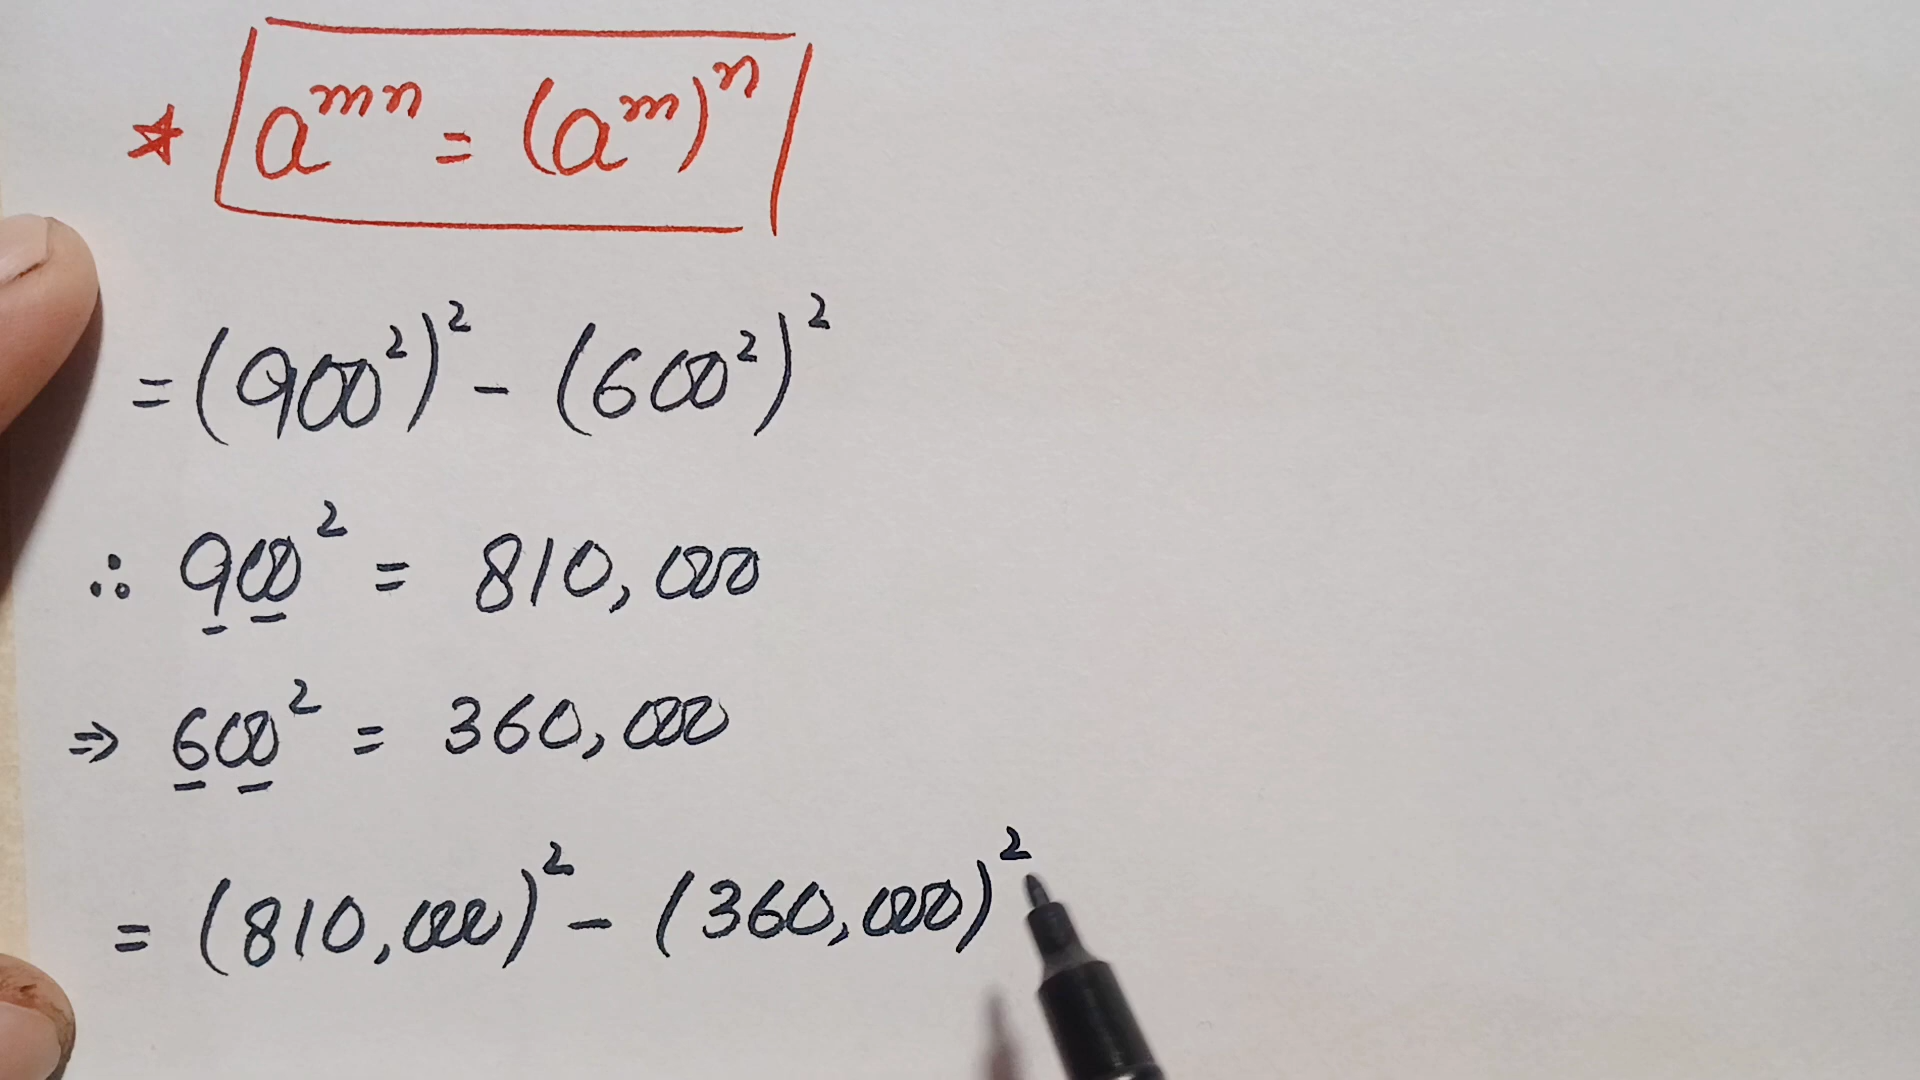 * a^{mn} = (a^m)^n
= (900²)² - (600²)²
∴ 900² = 810,000
⇒ 600² = 360,000
= (810,000)² - (360,000)²